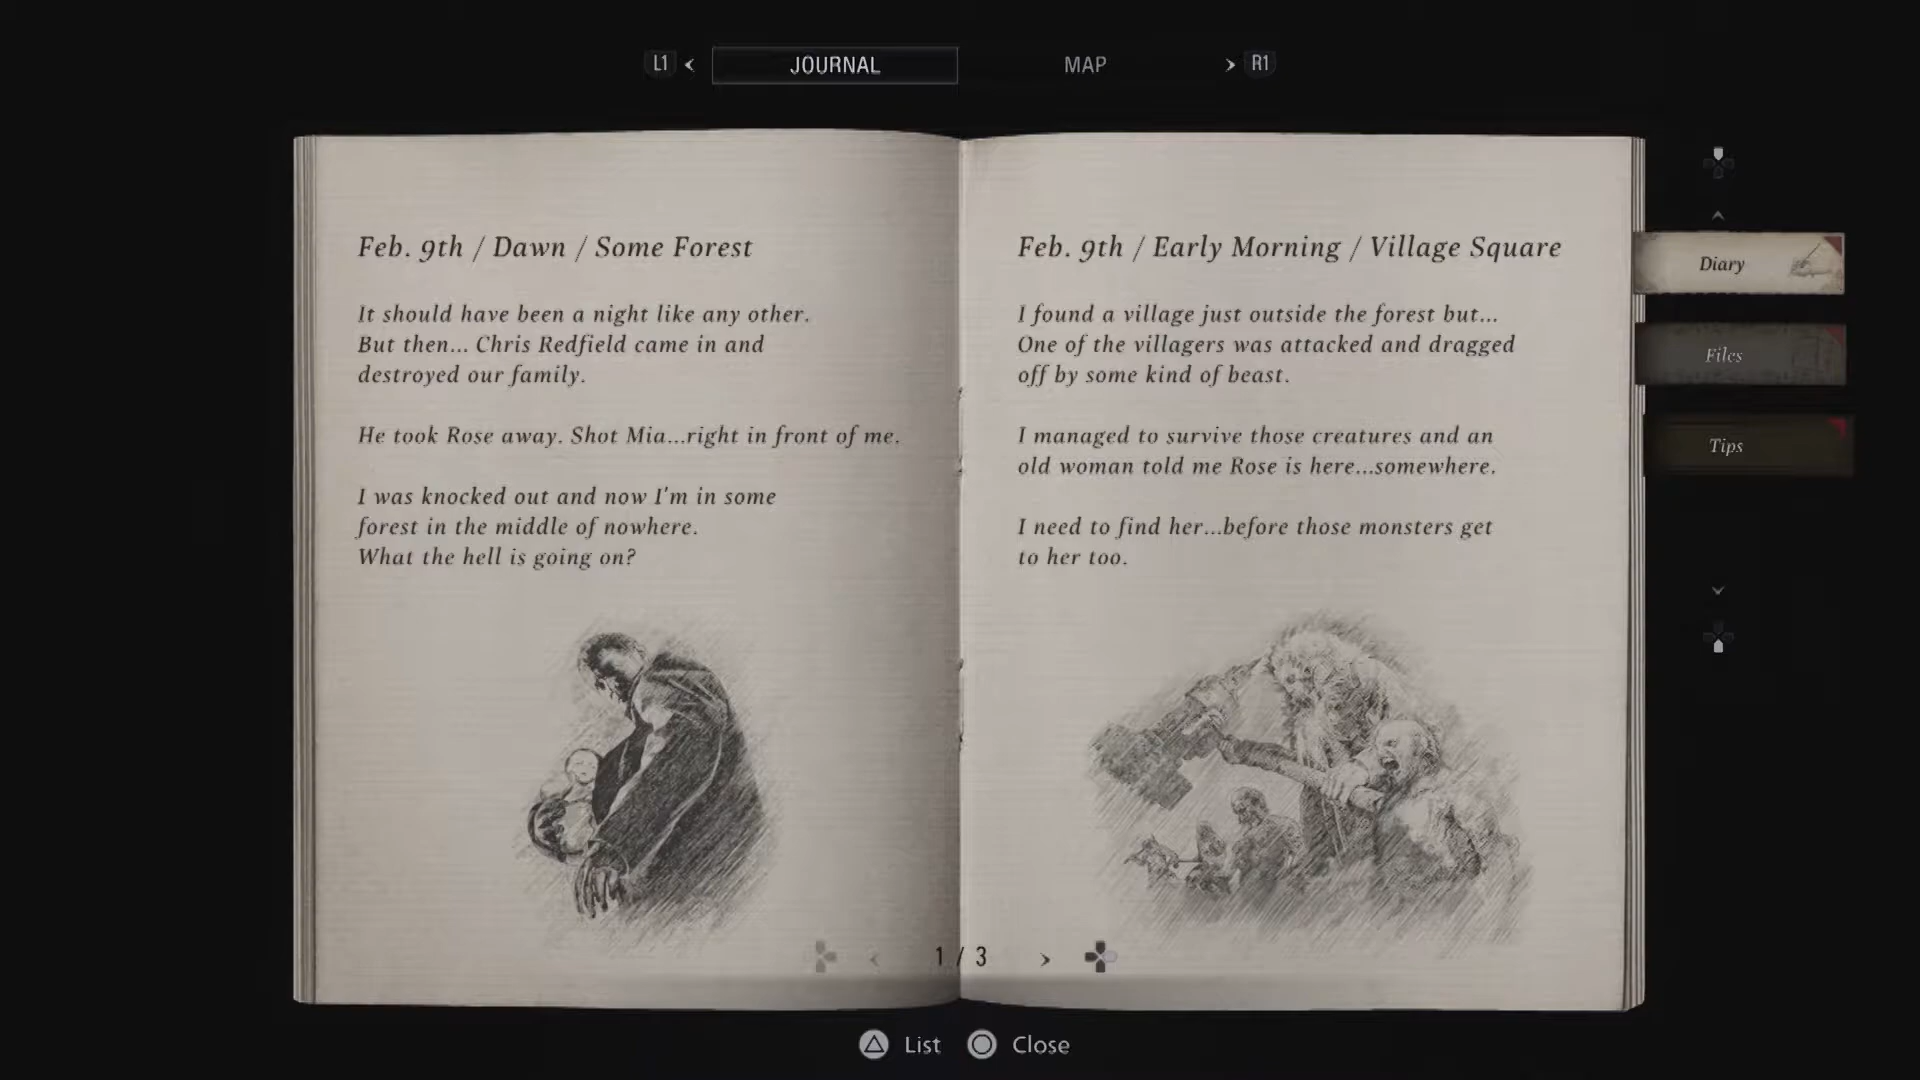 L1 JOURNAL MAP R1
Feb. 9th / Dawn / Some Forest
It should have been a night like any other.
But then... Chris Redfield came in and
destroyed our family.
He took Rose away. Shot Mia...right in front of me.
I was knocked out and now I'm in some
forest in the middle of nowhere.
What the hell is going on?
Feb. 9th / Early Morning / Village Square
I found a village just outside the forest but...
One of the villagers was attacked and dragged
off by some kind of beast.
I managed to survive those creatures and an
old woman told me Rose is here...somewhere.
I need to find her...before those monsters get
to her too.
Diary
Files
Tips
1 / 3
List Close